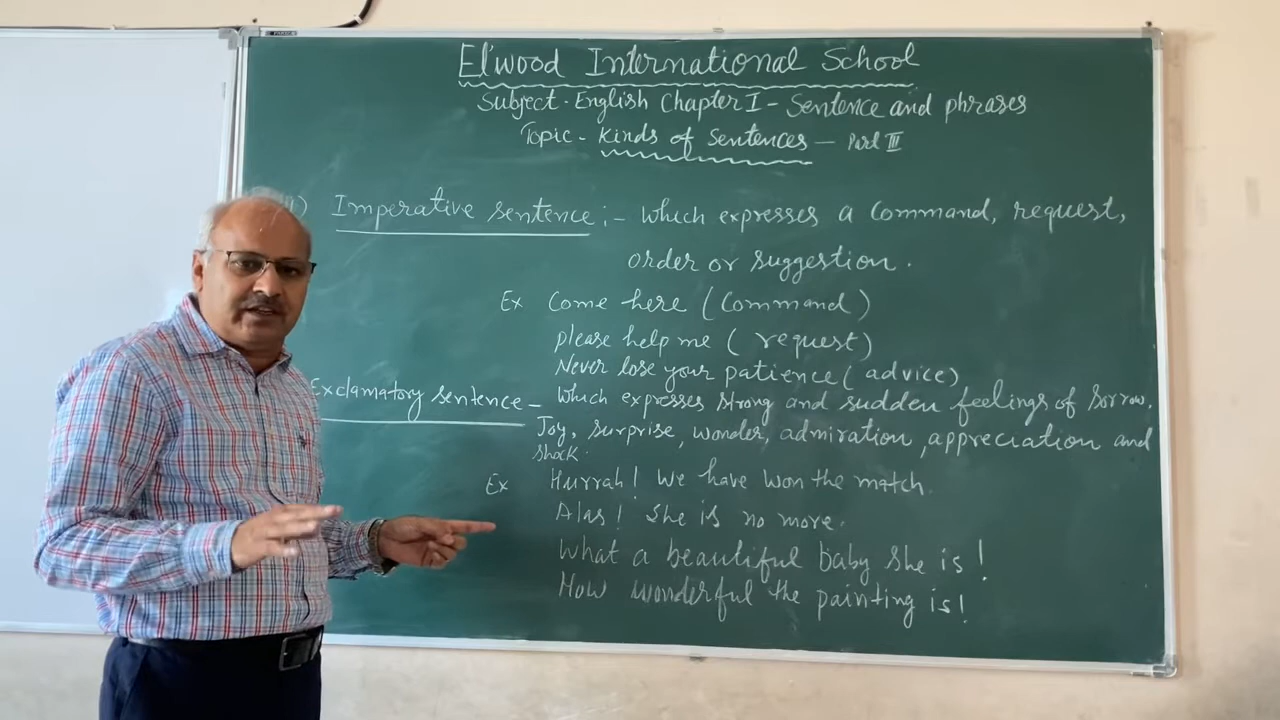 El'wood International School
Subject - English Chapter I - Sentence and phrases
Topic - Kinds of Sentences - Part III
Imperative sentence ;- Which expresses a Command, request,
order or suggestion.
Ex Come here (Command)
please help me (request)
Never lose your patience (advice)
Exclamatory sentence - Which expresses strong and sudden feelings of Sorrow,
Joy, surprise, wonder, admiration, appreciation and
shock.
Ex Hurrah! We have won the match.
Alas! She is no more.
What a beautiful baby she is!
How wonderful the painting is!